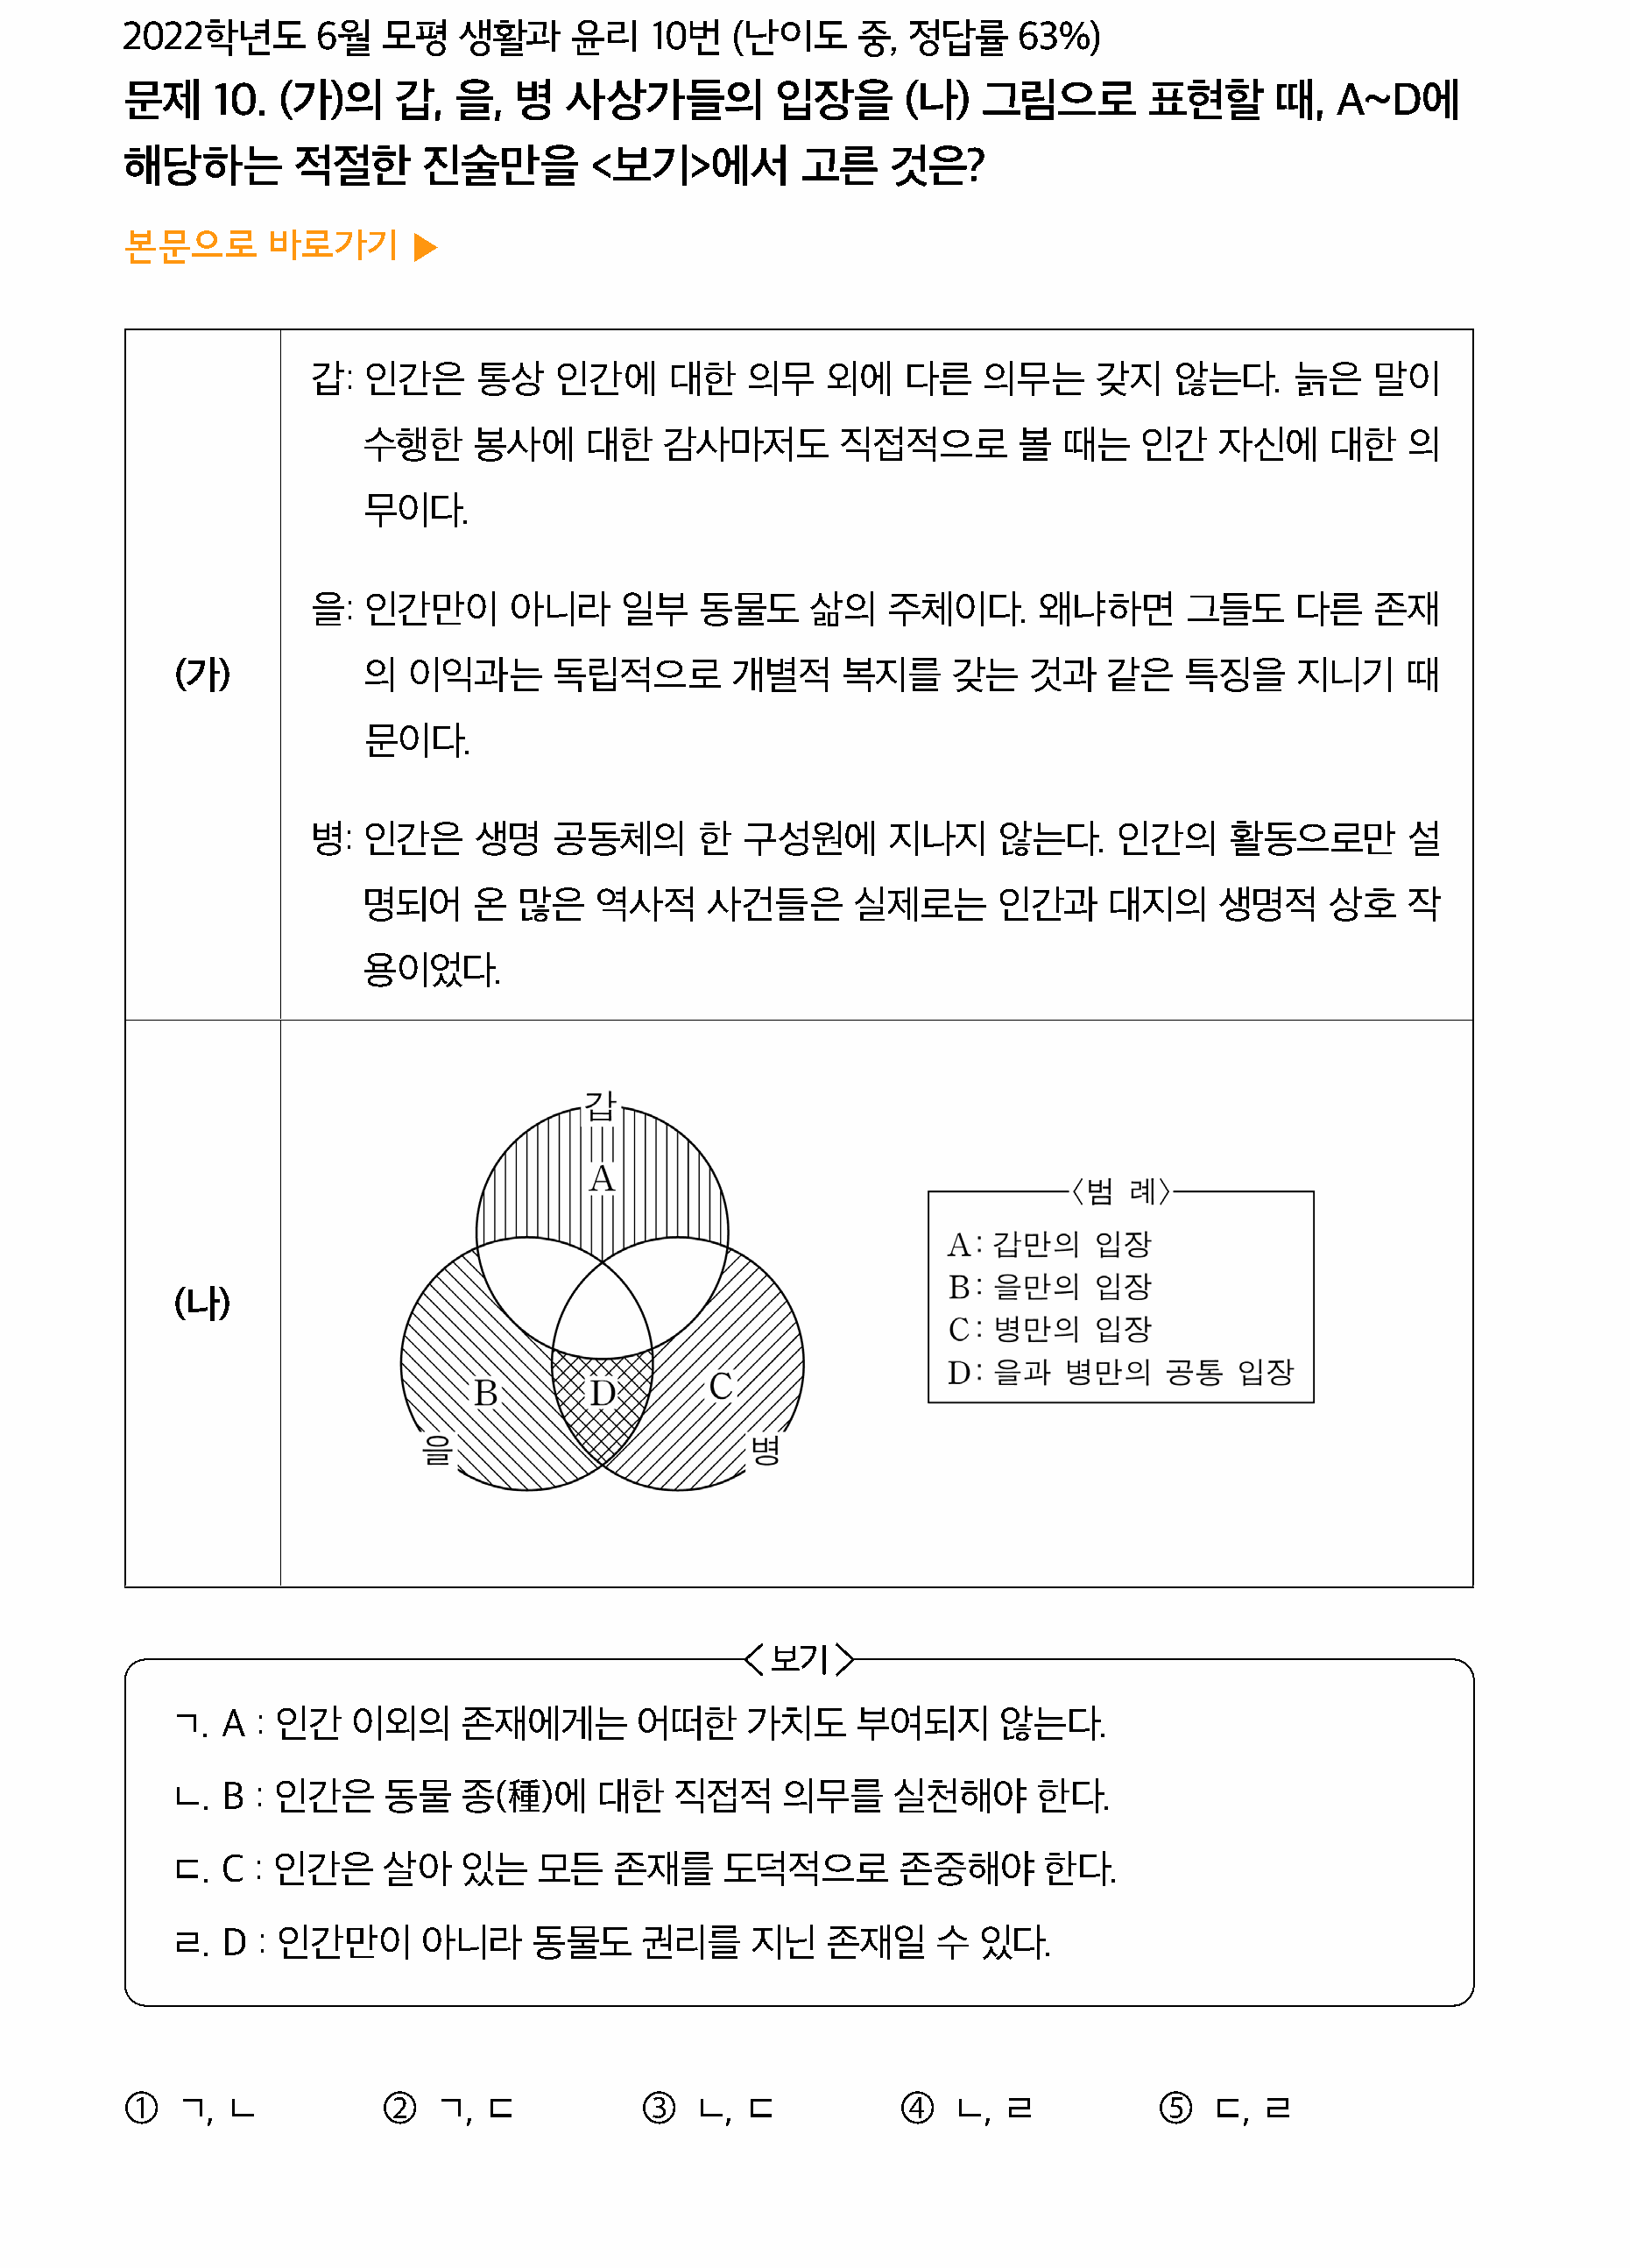 2022학년도 6월 모평 생활과 윤리 10번 (난이도 중, 정답률 63%)
문제 10. (가)의 갑, 을, 병 사상가들의 입장을 (나) 그림으로 표현할 때, A~D에
해당하는 적절한 진술만을 <보기>에서 고른 것은?
본문으로 바로가기 ▶
(가)
갑: 인간은 통상 인간에 대한 의무 외에 다른 의무는 갖지 않는다. 늙은 말이
수행한 봉사에 대한 감사마저도 직접적으로 볼 때는 인간 자신에 대한 의
무이다.
을: 인간만이 아니라 일부 동물도 삶의 주체이다. 왜냐하면 그들도 다른 존재
의 이익과는 독립적으로 개별적 복지를 갖는 것과 같은 특징을 지니기 때
문이다.
병: 인간은 생명 공동체의 한 구성원에 지나지 않는다. 인간의 활동으로만 설
명되어 온 많은 역사적 사건들은 실제로는 인간과 대지의 생명적 상호 작
용이었다.
(나)
갑
A
B
D
C
을
병
<범 례>
A: 갑만의 입장
B: 을만의 입장
C: 병만의 입장
D: 을과 병만의 공통 입장
<보기>
ㄱ. A : 인간 이외의 존재에게는 어떠한 가치도 부여되지 않는다.
ㄴ. B : 인간은 동물 종(種)에 대한 직접적 의무를 실천해야 한다.
ㄷ. C : 인간은 살아 있는 모든 존재를 도덕적으로 존중해야 한다.
ㄹ. D : 인간만이 아니라 동물도 권리를 지닌 존재일 수 있다.
① ㄱ, ㄴ ② ㄱ, ㄷ ③ ㄴ, ㄷ ④ ㄴ, ㄹ ⑤ ㄷ, ㄹ